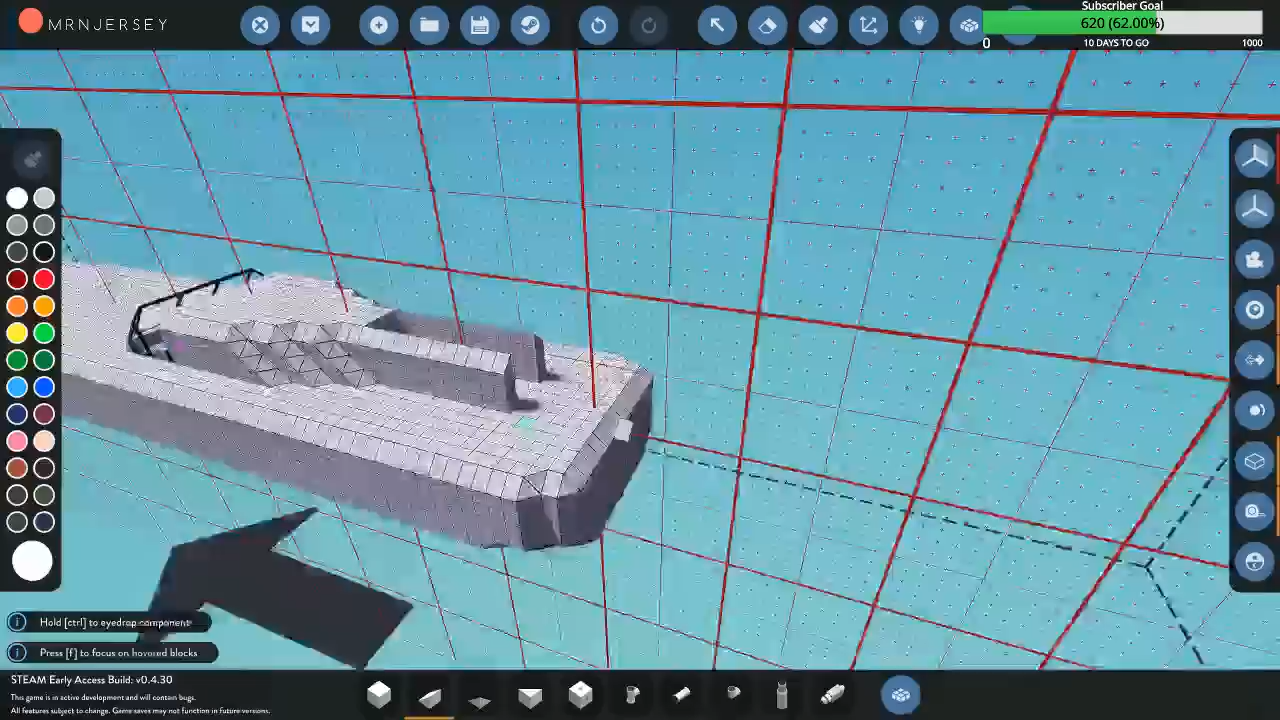 MRNJERSEY
Subscriber Goal
620 (62.00%)
0
10 DAYS TO GO
1000
Hold [ctrl] to eyedrop component
Press [f] to focus on hovered blocks
STEAM Early Access Build: v0.4.30
This game is in active development and will contain bugs.
All features subject to change. Game saves may not function in future versions.